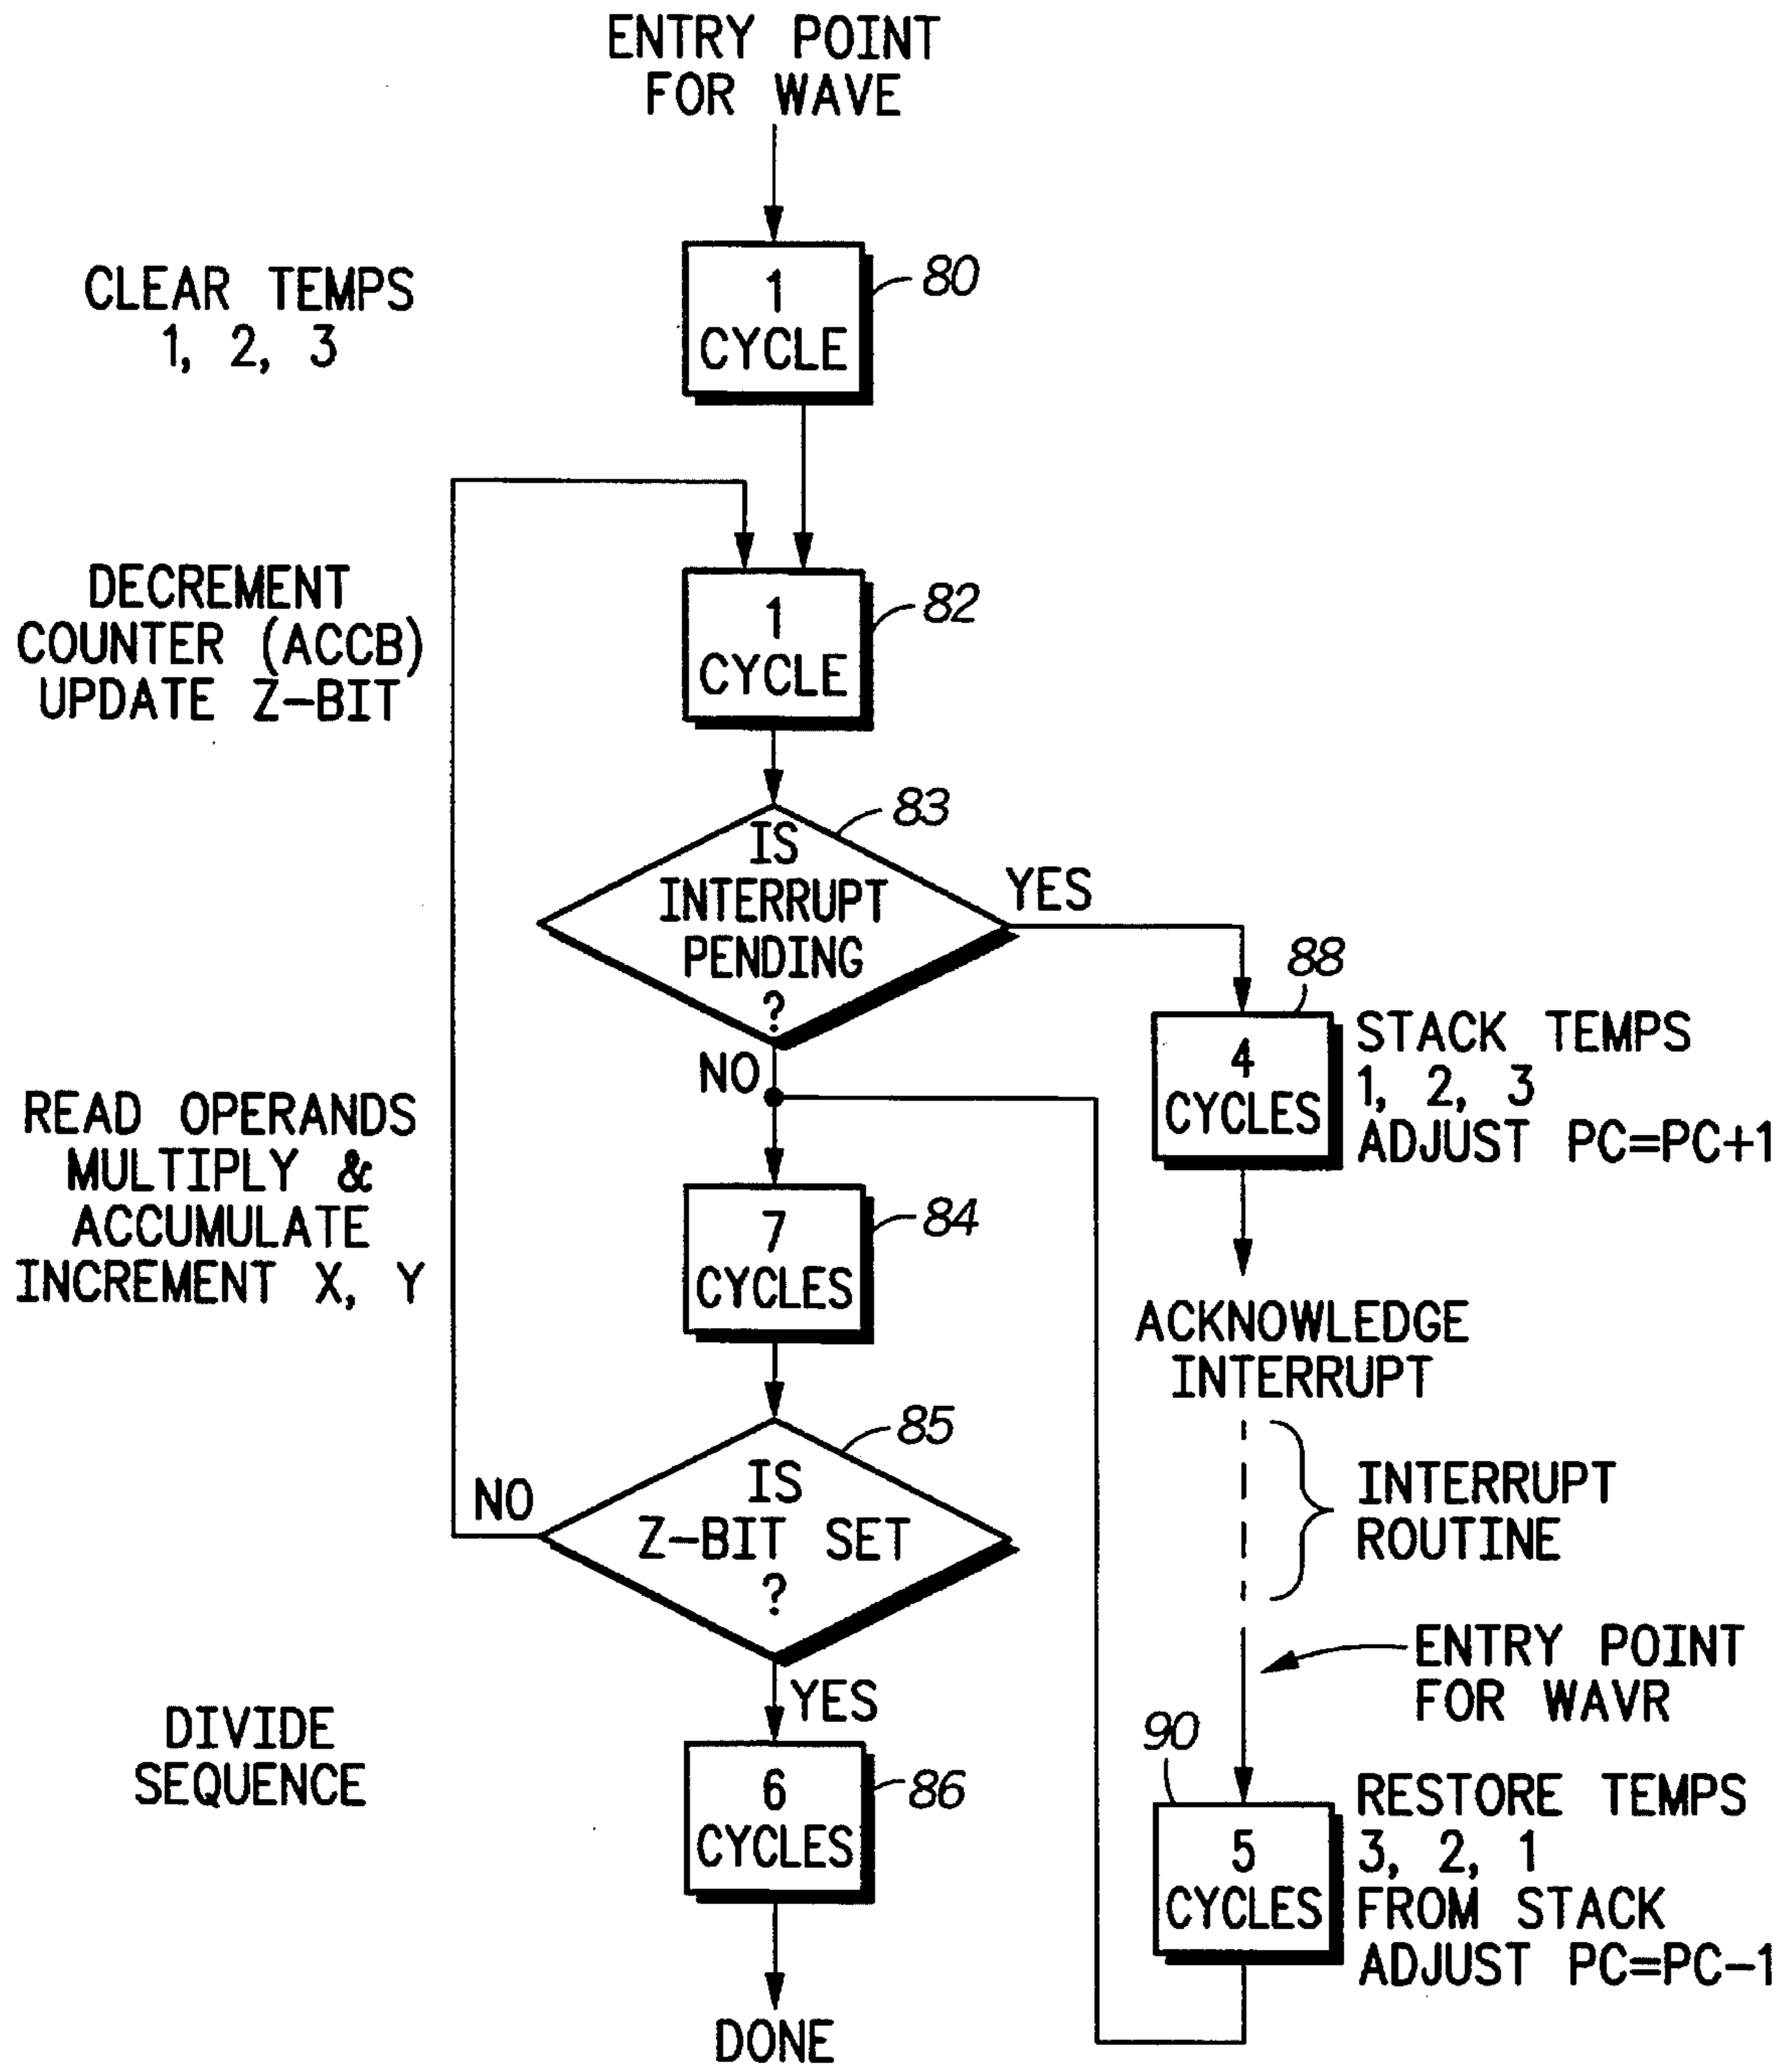 ENTRY POINT
FOR WAVE
CLEAR TEMPS
1, 2, 3
1
CYCLE
80
DECREMENT
COUNTER (ACCB)
UPDATE Z-BIT
1
CYCLE
82
IS
INTERRUPT
PENDING
?
83
YES
NO
88
4
CYCLES
STACK TEMPS
1, 2, 3
ADJUST PC=PC+1
READ OPERANDS
MULTIPLY &
ACCUMULATE
INCREMENT X, Y
7
CYCLES
84
ACKNOWLEDGE
INTERRUPT
IS
Z-BIT SET
?
85
NO
YES
INTERRUPT
ROUTINE
ENTRY POINT
FOR WAVR
DIVIDE
SEQUENCE
6
CYCLES
86
90
5
CYCLES
RESTORE TEMPS
3, 2, 1
FROM STACK
ADJUST PC=PC-1
DONE